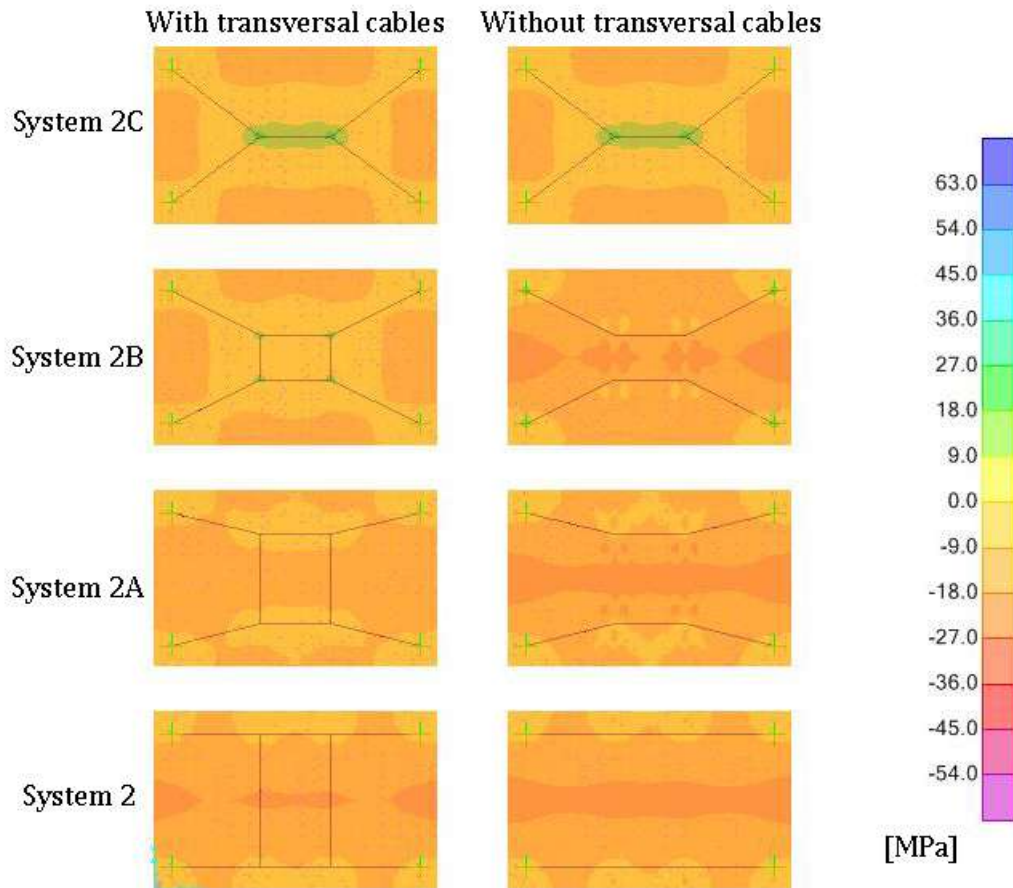 With transversal cables Without transversal cables
System 2C
System 2B
System 2A
System 2
63.0
54.0
45.0
36.0
27.0
18.0
9.0
0.0
-9.0
-18.0
-27.0
-36.0
-45.0
-54.0
[MPa]